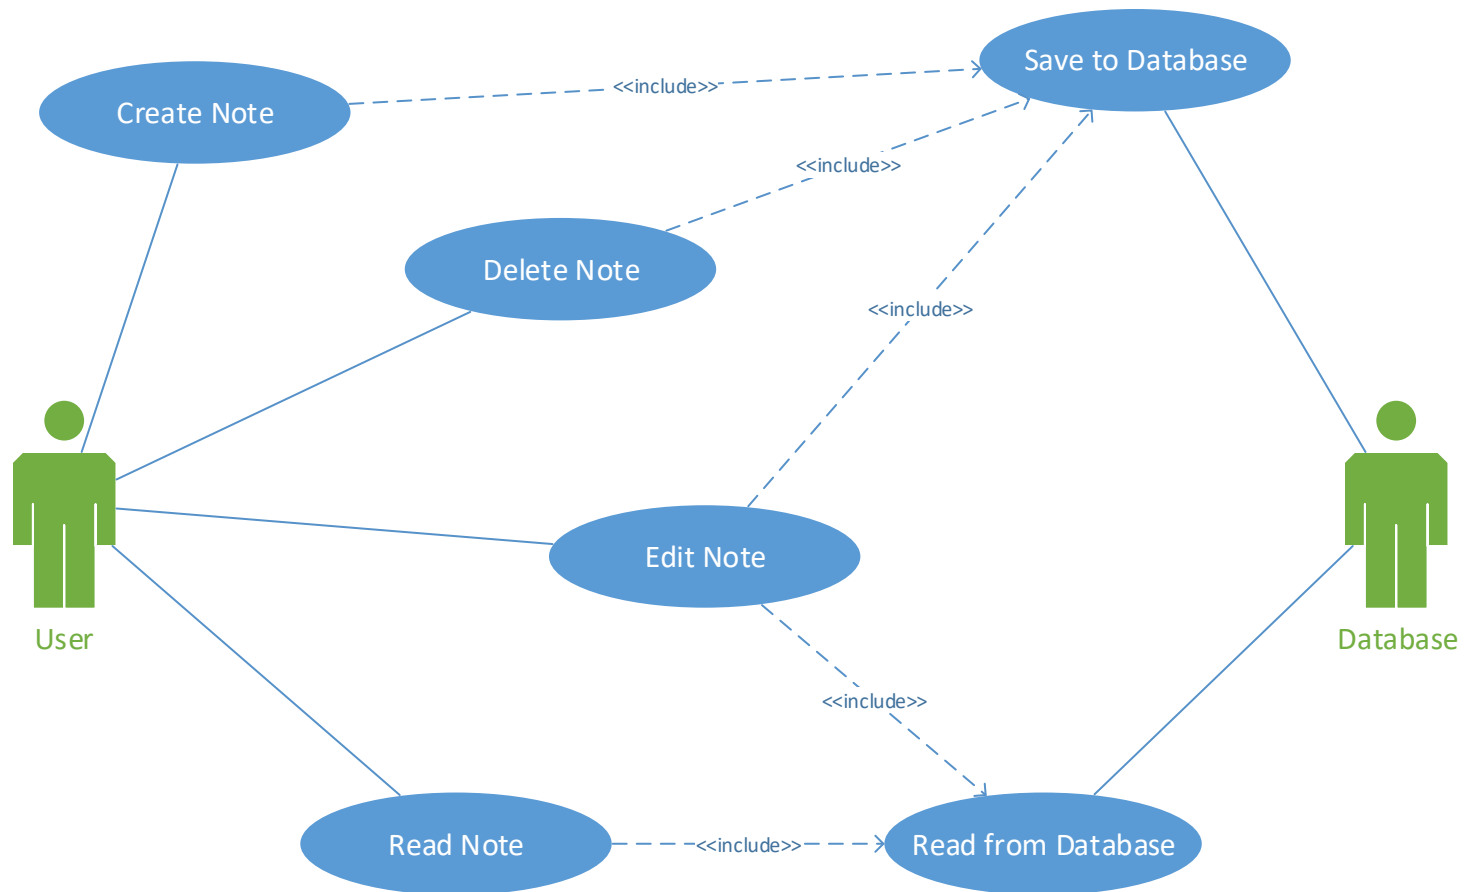 Save to Database
<<include>>
Create Note
<<include>>
Delete Note
<<include>>
Edit Note
User
Database
<<include>>
Read Note
<<include>>
Read from Database